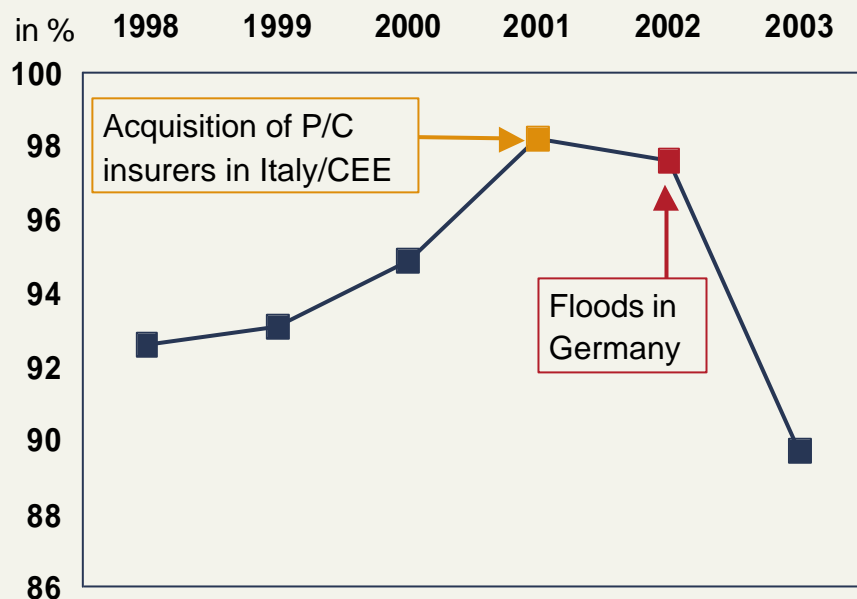 in % 1998 1999 2000 2001 2002 2003
100
Acquisition of P/C
insurers in Italy/CEE
98
96
94
Floods in
Germany
92
90
88
86